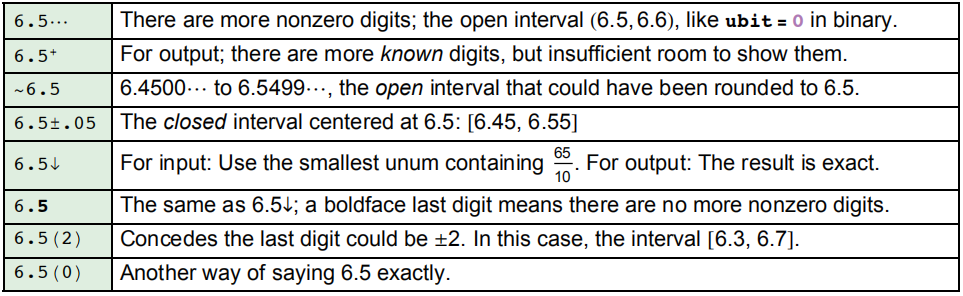 6.5··· There are more nonzero digits; the open interval (6.5, 6.6), like ubit = 0 in binary.
6.5⁺ For output; there are more known digits, but insufficient room to show them.
~6.5 6.4500··· to 6.5499···, the open interval that could have been rounded to 6.5.
6.5±.05 The closed interval centered at 6.5: [6.45, 6.55]
6.5↓ For input: Use the smallest unum containing 65/10. For output: The result is exact.
6.5 The same as 6.5↓; a boldface last digit means there are no more nonzero digits.
6.5(2) Concedes the last digit could be ±2. In this case, the interval [6.3, 6.7].
6.5(0) Another way of saying 6.5 exactly.